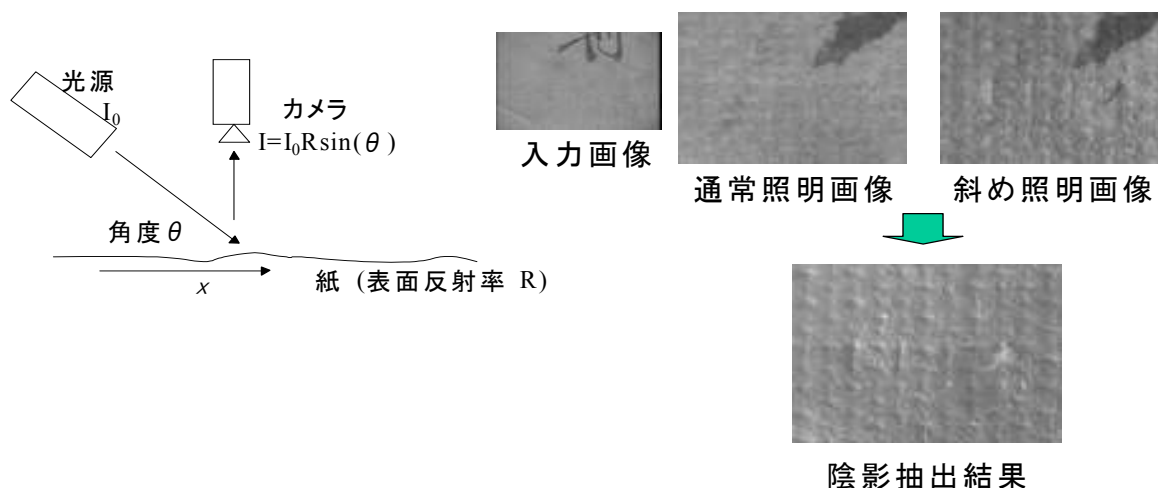 光源
I₀
カメラ
I=I₀Rsin(θ)
角度θ
x
紙 (表面反射率 R)
入力画像
通常照明画像
斜め照明画像
陰影抽出結果